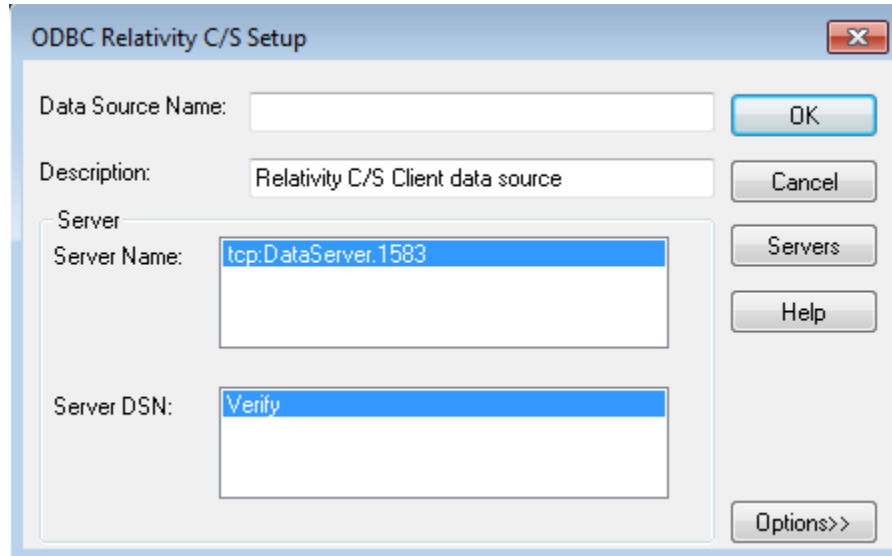 ODBC Relativity C/S Setup
Data Source Name:
OK
Description:
Relativity C/S Client data source
Cancel
Server
Server Name:
tcp:DataServer.1583
Servers
Help
Server DSN:
Verify
Options>>